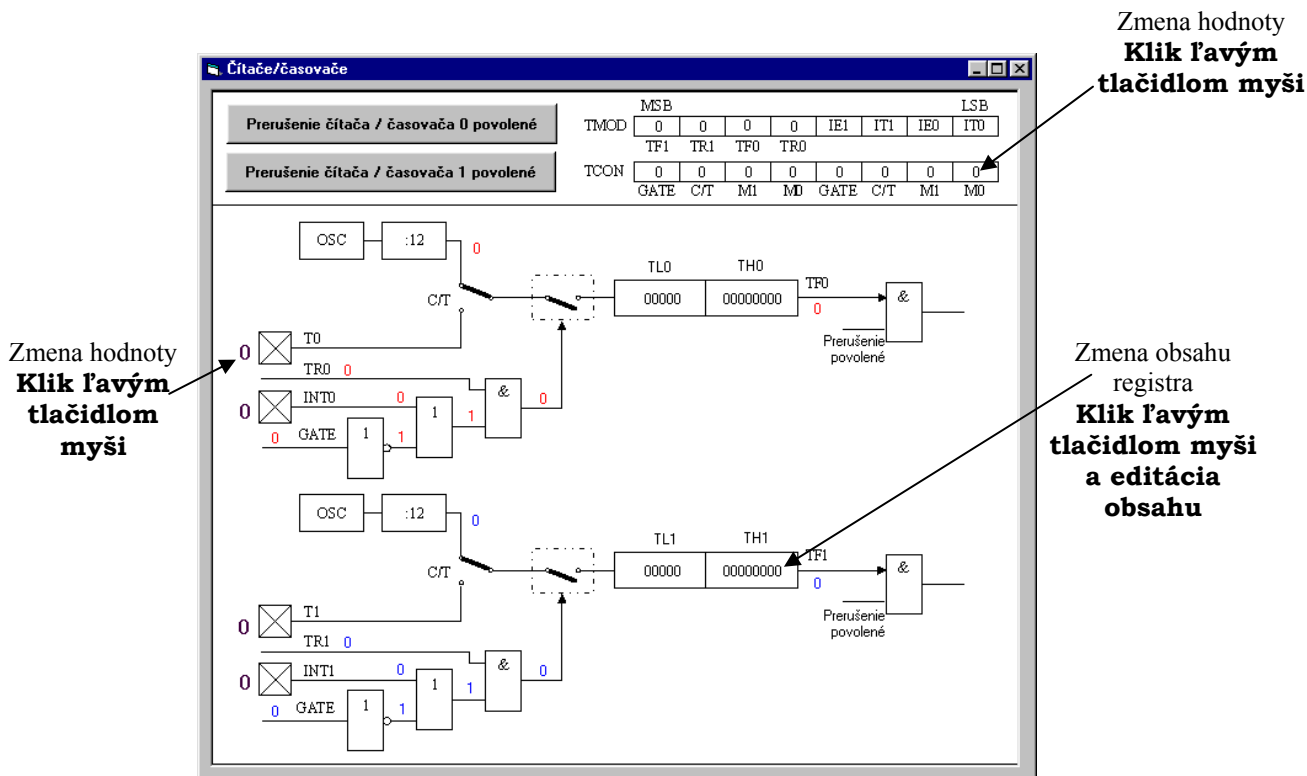 Zmena hodnoty
Klik ľavým
tlačidlom myši
Čítače/časovače
Prerušenie čítača / časovača 0 povolené
Prerušenie čítača / časovača 1 povolené
MSB LSB
TMOD 0 0 0 0 IE1 IT1 IE0 IT0
TF1 TR1 TF0 TR0
TCON 0 0 0 0 0 0 0 0
GATE C/T M1 M0 GATE C/T M1 M0
OSC :12 0
TL0 TH0
C/T 00000 00000000 TF0 0 &
Prerušenie
povolené
0 T0
TR0 0
0 INT0 0 1 1 & 0
0 GATE 1 1
Zmena hodnoty
Klik ľavým
tlačidlom
myši
Zmena obsahu
registra
Klik ľavým
tlačidlom myši
a editácia
obsahu
OSC :12 0
TL1 TH1
C/T 00000 00000000 TF1 0 &
Prerušenie
povolené
0 T1
TR1 0
0 INT1 0 1 1 & 0
0 GATE 1 1